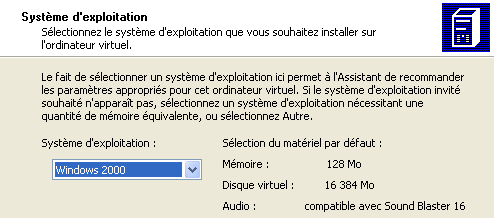 Système d'exploitation
Sélectionnez le système d'exploitation que vous souhaitez installer sur
l'ordinateur virtuel.
Le fait de sélectionner un système d'exploitation ici permet à l'Assistant de recommander
les paramètres appropriés pour cet ordinateur virtuel. Si le système d'exploitation invité
souhaité n'apparaît pas, sélectionnez un système d'exploitation nécessitant une
quantité de mémoire équivalente, ou sélectionnez Autre.
Système d'exploitation :
Windows 2000
Sélection du matériel par défaut :
Mémoire : 128 Mo
Disque virtuel : 16 384 Mo
Audio : compatible avec Sound Blaster 16